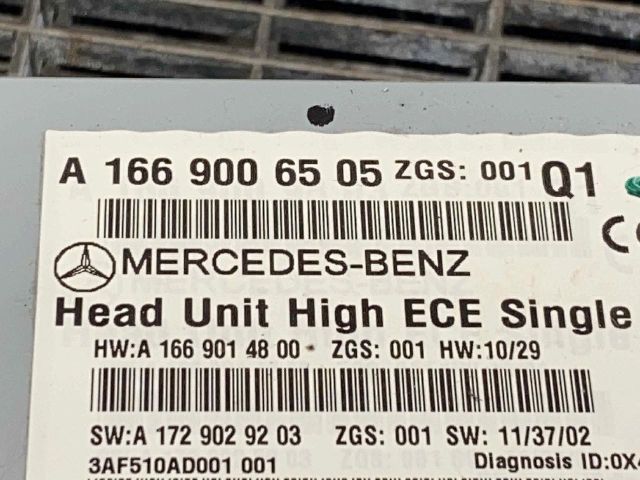 A 166 900 65 05 ZGS: 001 Q1
MERCEDES-BENZ
Head Unit High ECE Single
HW:A 166 901 48 00 ZGS: 001 HW:10/29
SW:A 172 902 92 03 ZGS: 001 SW: 11/37/02
3AF510AD001 001 Diagnosis ID:0X4